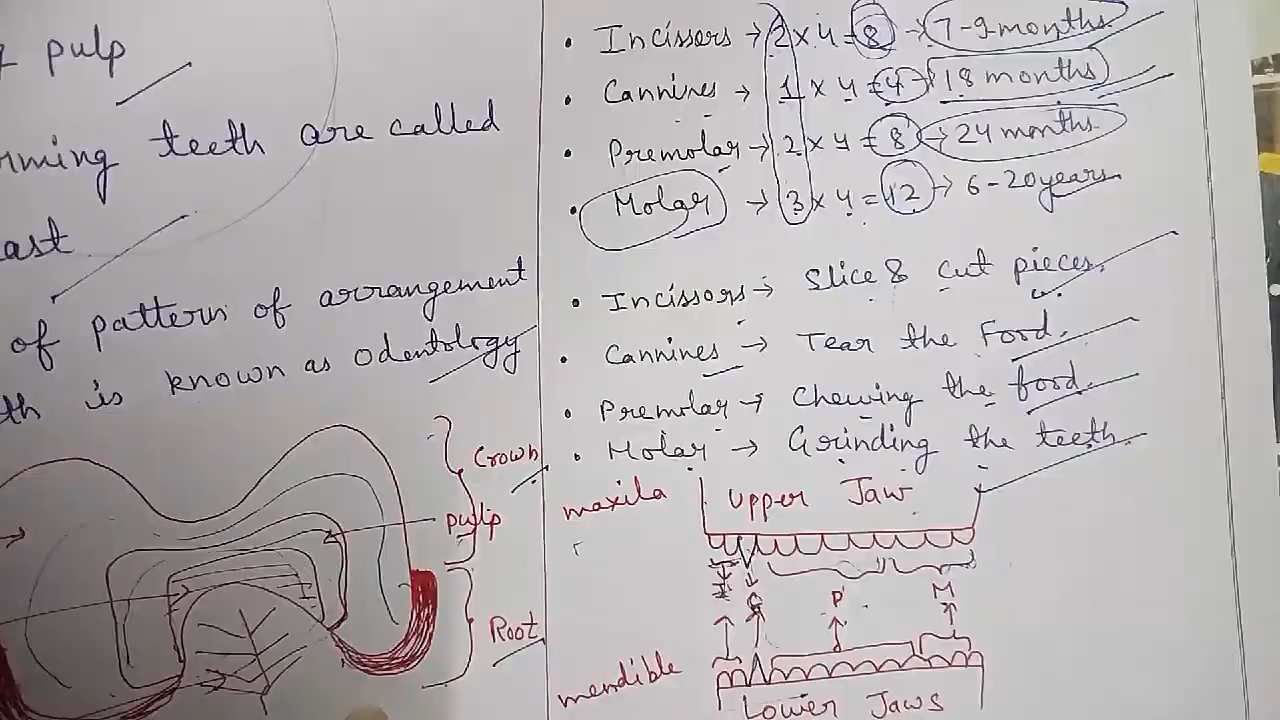 pulp
rming teeth are called
ast
of pattern of arrangement
th is known as Odentology
Crown
Pulp
Root
• Incissors → 2 × 4 = 8 → 7-9 months
• Cannines → 1 × 4 = 4 → 18 months
• Premolar → 2 × 4 = 8 → 24 months
• Molar → 3 × 4 = 12 → 6-20 years
• Incissors → Slice & cut pieces.
• Cannines → Tear the Food.
• Premolar → Chewing the food.
• Molar → Grinding the teeth.
maxila
Upper Jaw
I C P M
mendible
Lower Jaws